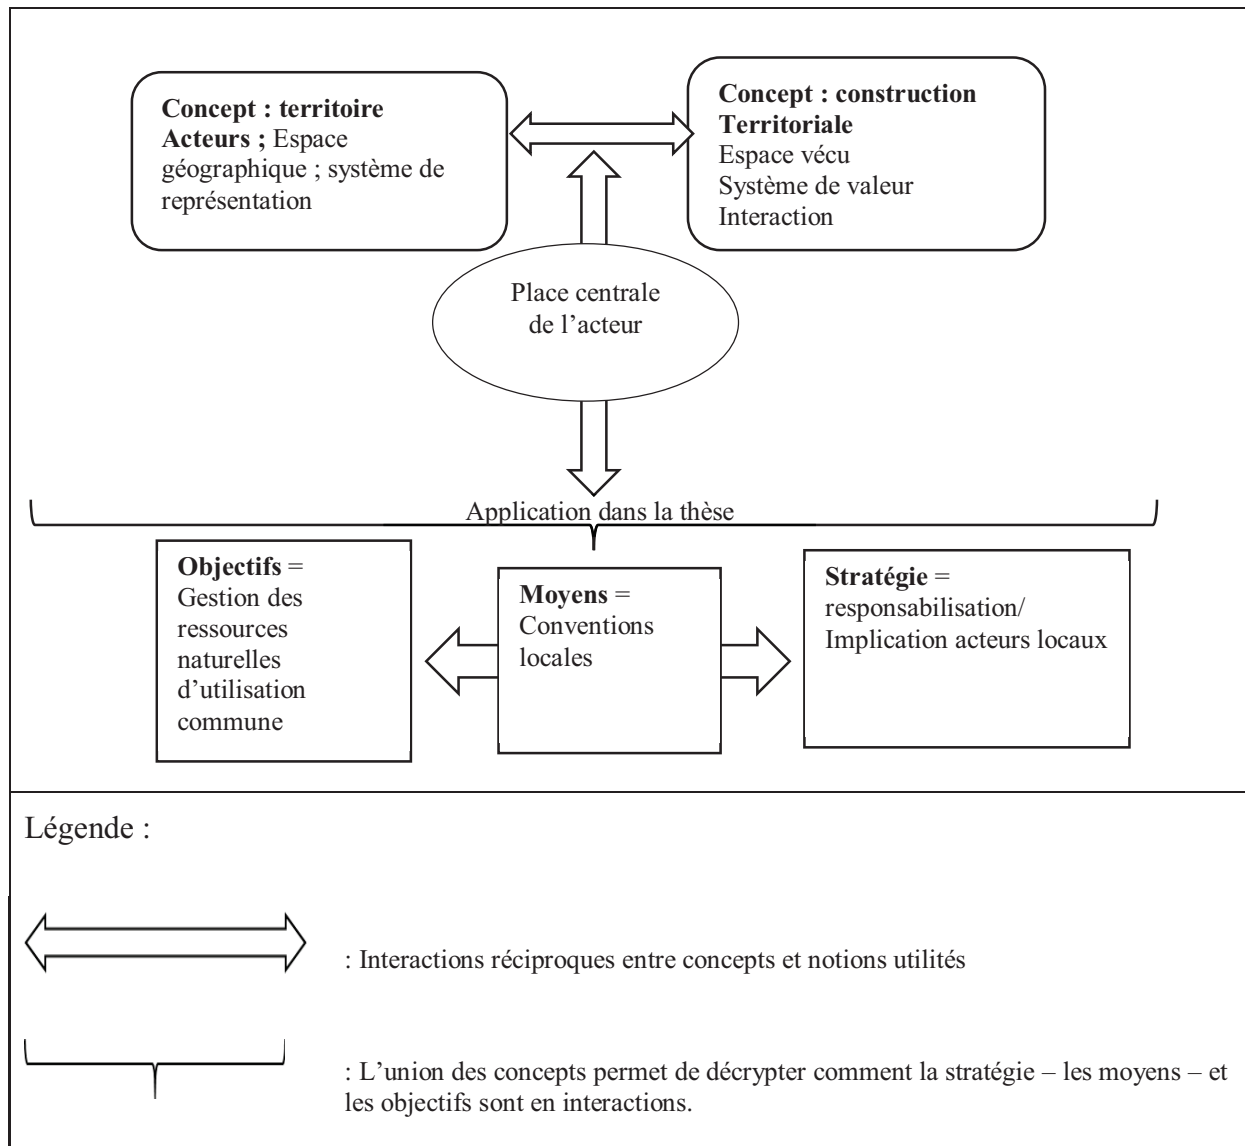 Concept : territoire
Acteurs ; Espace
géographique ; système de
représentation
Concept : construction
Territoriale
Espace vécu
Système de valeur
Interaction
Place centrale
de l’acteur
Application dans la thèse
Objectifs =
Gestion des
ressources
naturelles
d’utilisation
commune
Moyens =
Conventions
locales
Stratégie =
responsabilisation/
Implication acteurs locaux
Légende :
: Interactions réciproques entre concepts et notions utilités
: L’union des concepts permet de décrypter comment la stratégie – les moyens – et
les objectifs sont en interactions.